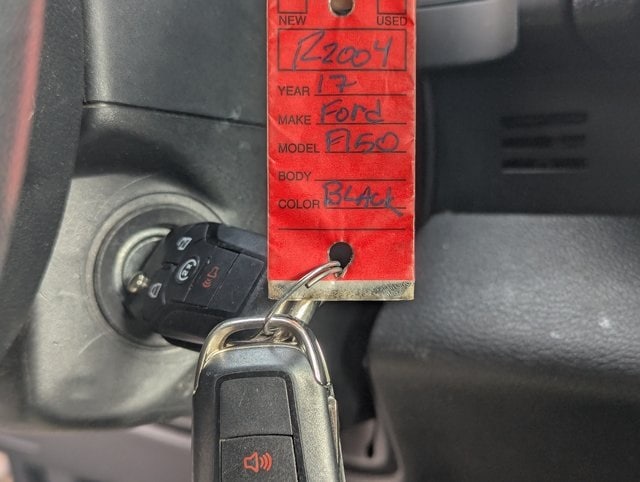 NEW USED
R2004
YEAR 17
MAKE Ford
MODEL F150
BODY
COLOR BLACK